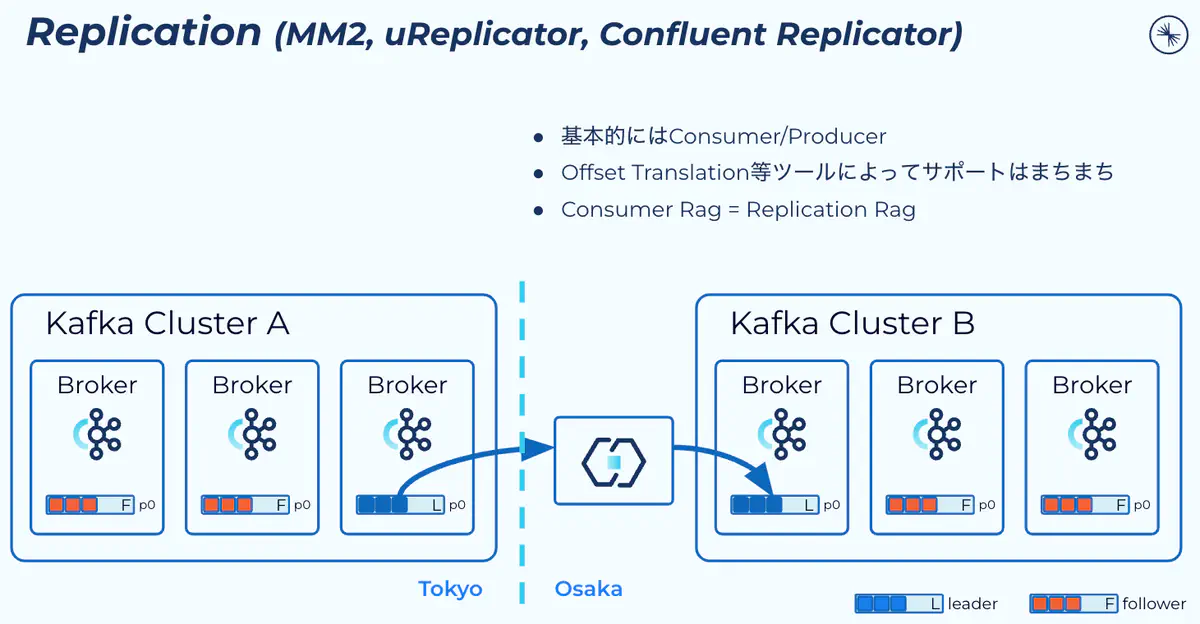 Replication (MM2, uReplicator, Confluent Replicator)
● 基本的にはConsumer/Producer
● Offset Translation等ツールによってサポートはまちまち
● Consumer Rag = Replication Rag
Kafka Cluster A
Broker
F p0
Broker
F p0
Broker
L p0
Kafka Cluster B
Broker
L p0
Broker
F p0
Broker
F p0
Tokyo
Osaka
L leader
F follower